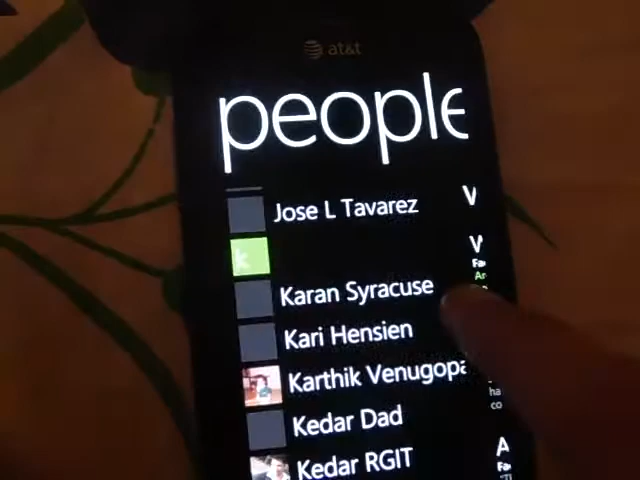 at&t
people
Jose L Tavarez
k
Karan Syracuse
Kari Hensien
Karthik Venugopa
Kedar Dad
Kedar RGIT